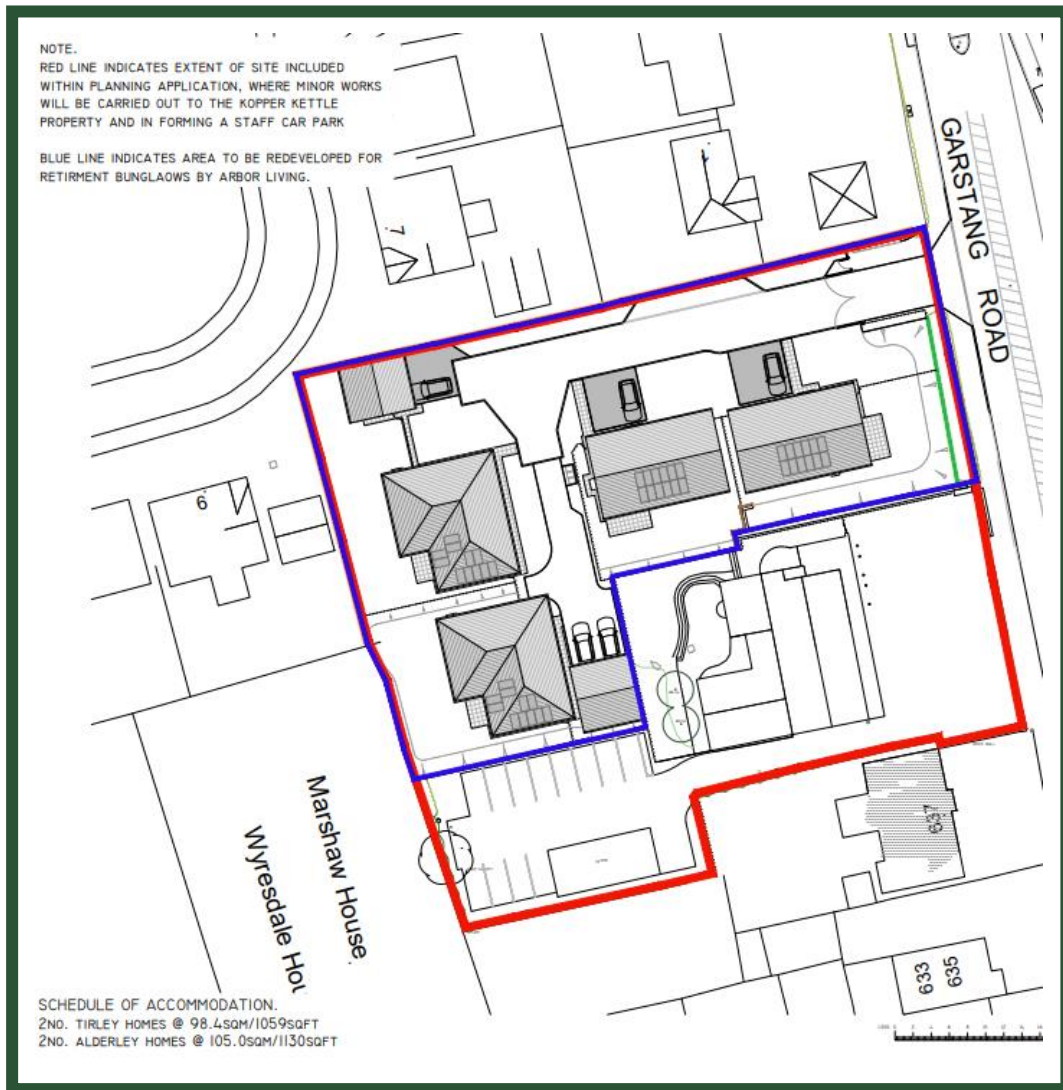 NOTE.
RED LINE INDICATES EXTENT OF SITE INCLUDED
WITHIN PLANNING APPLICATION, WHERE MINOR WORKS
WILL BE CARRIED OUT TO THE KOPPER KETTLE
PROPERTY AND IN FORMING A STAFF CAR PARK
BLUE LINE INDICATES AREA TO BE REDEVELOPED FOR
RETIRMENT BUNGLAOWS BY ARBOR LIVING.
GARSTANG ROAD
1
7
9
637
Marshaw House
Wyresdale Hou
633
635
SCHEDULE OF ACCOMMODATION.
2NO. TIRLEY HOMES @ 98.4SQM/1059SQFT
2NO. ALDERLEY HOMES @ 105.0SQM/1130SQFT